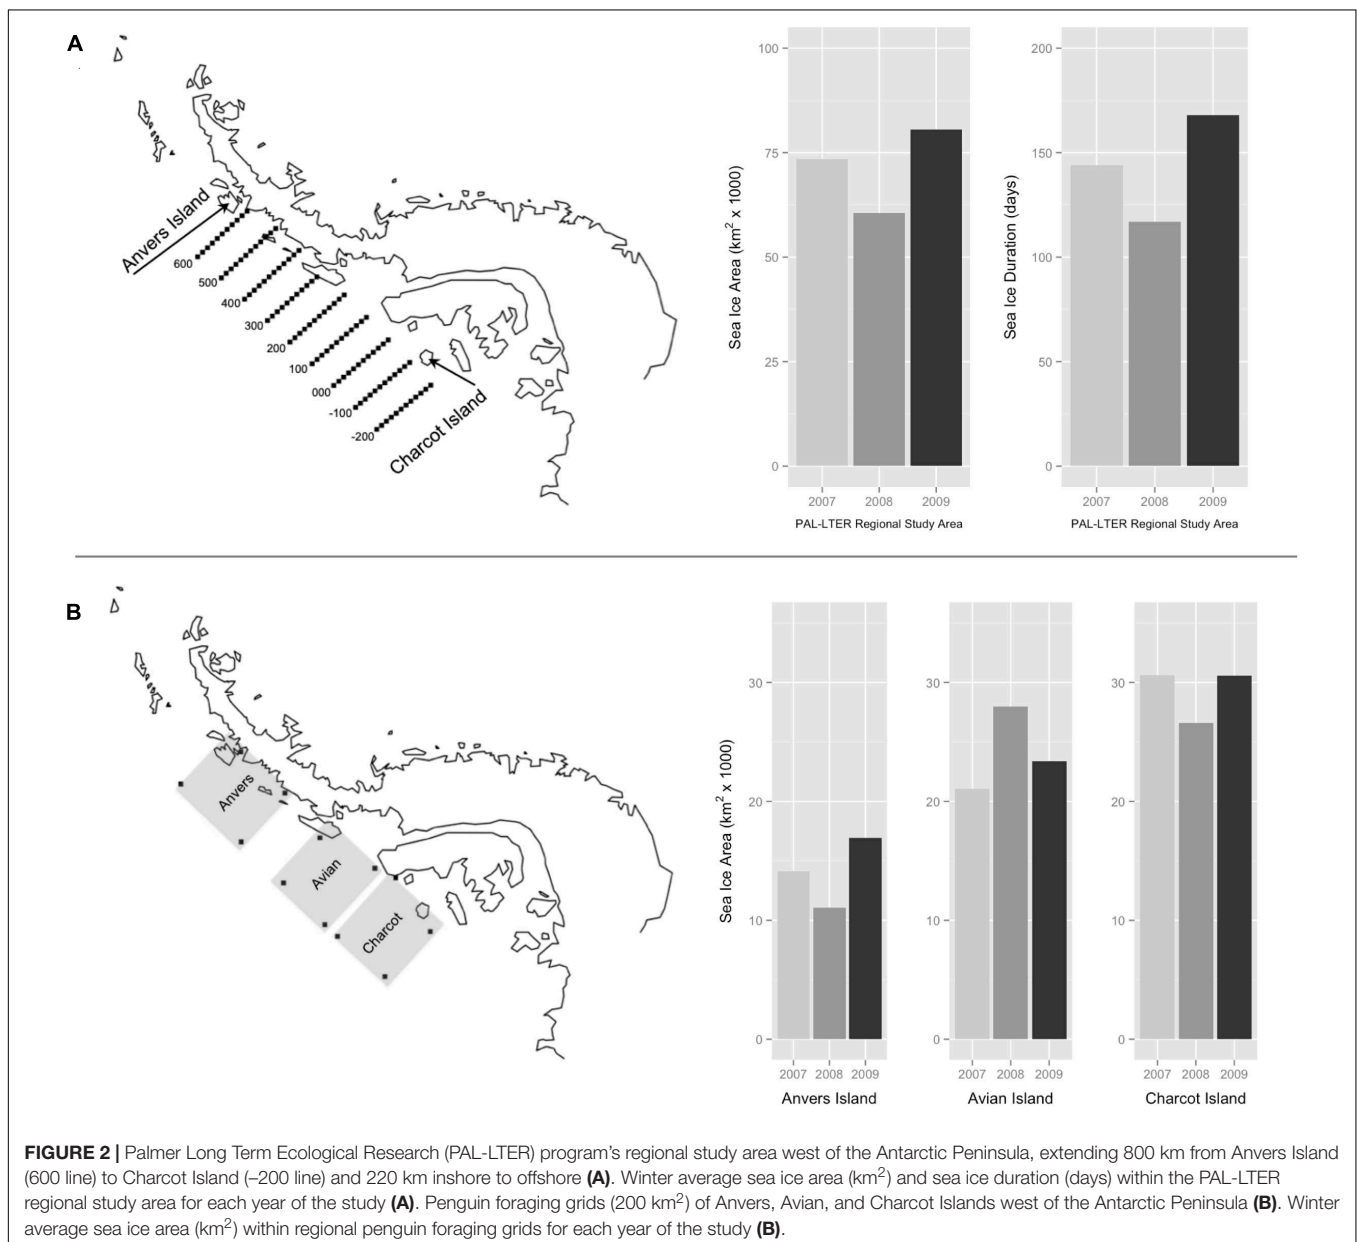 A
Anvers Island
600
500
400
300
200
100
000
-100
-200
Charcot Island
Sea Ice Area (km² x 1000)
100
75
50
25
0
2007 2008 2009
PAL-LTER Regional Study Area
Sea Ice Duration (days)
200
150
100
50
0
2007 2008 2009
PAL-LTER Regional Study Area
B
Anvers
Avian
Charcot
Sea Ice Area (km² x 1000)
30
20
10
0
2007 2008 2009
Anvers Island
30
20
10
0
2007 2008 2009
Avian Island
30
20
10
0
2007 2008 2009
Charcot Island
FIGURE 2 | Palmer Long Term Ecological Research (PAL-LTER) program's regional study area west of the Antarctic Peninsula, extending 800 km from Anvers Island
(600 line) to Charcot Island (–200 line) and 220 km inshore to offshore (A). Winter average sea ice area (km²) and sea ice duration (days) within the PAL-LTER
regional study area for each year of the study (A). Penguin foraging grids (200 km²) of Anvers, Avian, and Charcot Islands west of the Antarctic Peninsula (B). Winter
average sea ice area (km²) within regional penguin foraging grids for each year of the study (B).